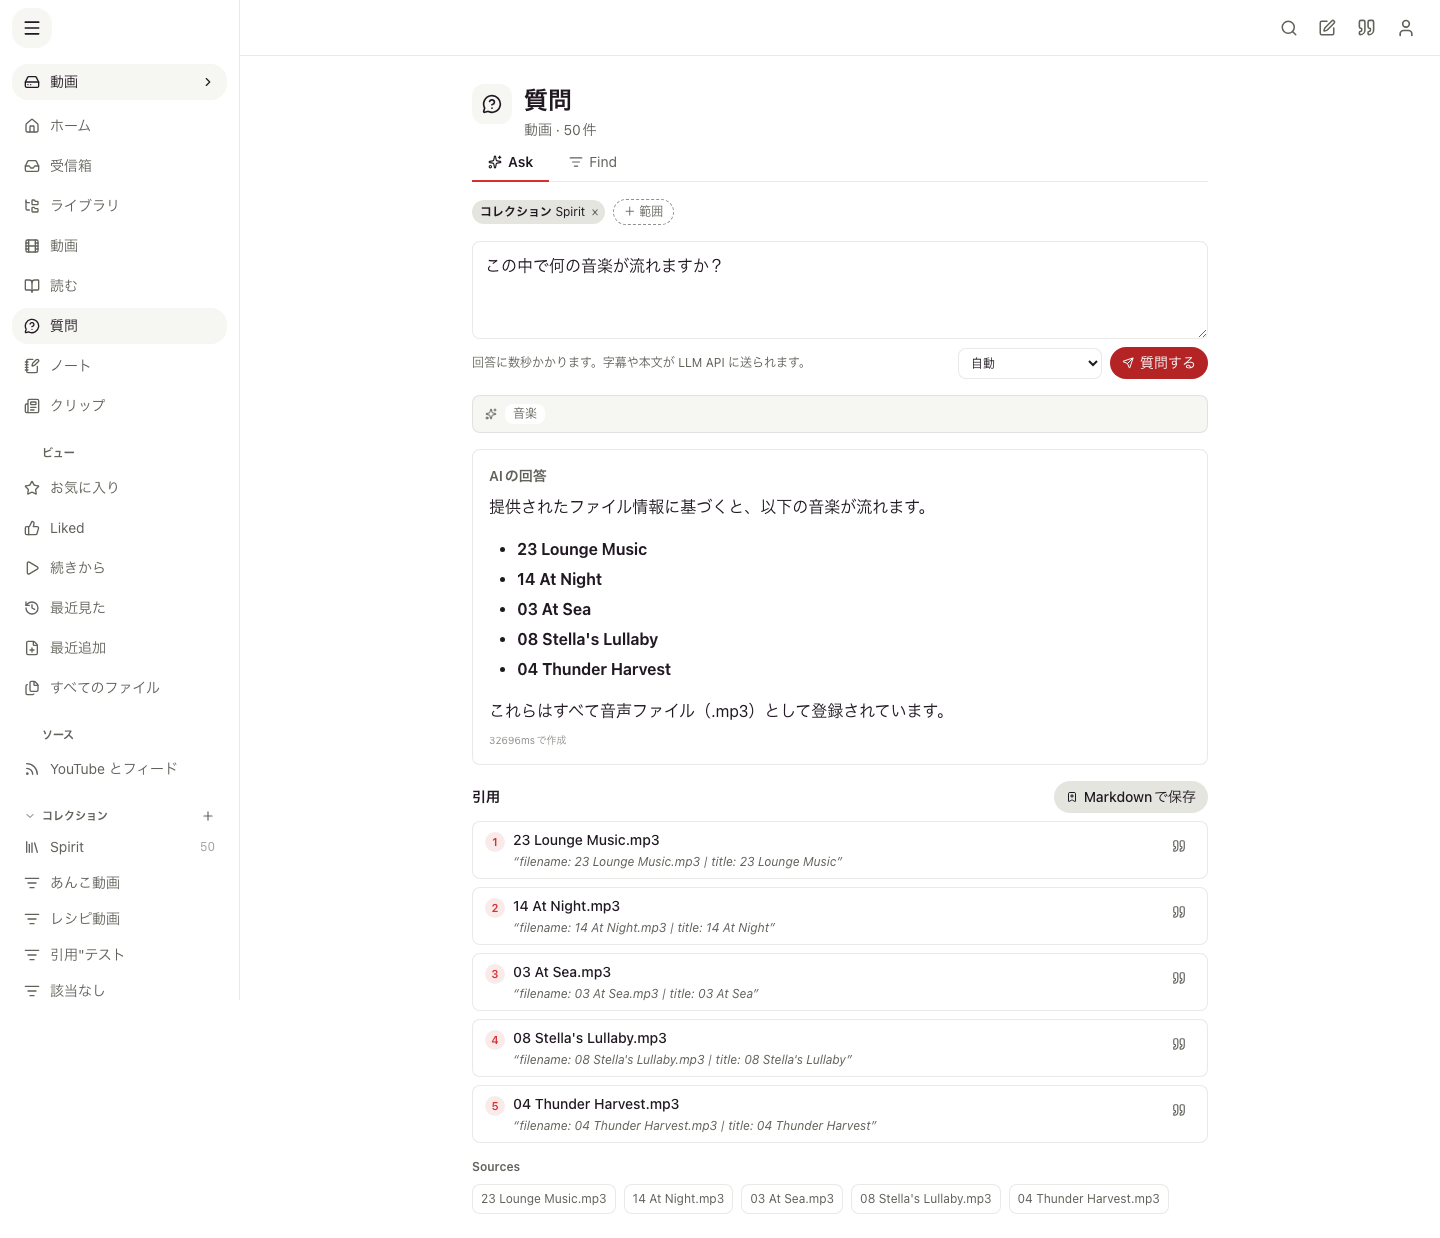 動画
ホーム
受信箱
ライブラリ
動画
読む
質問
ノート
クリップ
ビュー
お気に入り
Liked
続きから
最近見た
最近追加
すべてのファイル
ソース
YouTube とフィード
コレクション
Spirit 50
あんこ動画
レシピ動画
引用"テスト
該当なし
質問
動画 · 50 件
Ask Find
コレクション Spirit × + 範囲
この中で何の音楽が流れますか？
回答に数秒かかります。字幕や本文が LLM API に送られます。 自動 質問する
音楽
AI の回答
提供されたファイル情報に基づくと、以下の音楽が流れます。
• 23 Lounge Music
• 14 At Night
• 03 At Sea
• 08 Stella's Lullaby
• 04 Thunder Harvest
これらはすべて音声ファイル（.mp3）として登録されています。
32696ms で作成
引用 Markdown で保存
1 23 Lounge Music.mp3
“filename: 23 Lounge Music.mp3 | title: 23 Lounge Music”
2 14 At Night.mp3
“filename: 14 At Night.mp3 | title: 14 At Night”
3 03 At Sea.mp3
“filename: 03 At Sea.mp3 | title: 03 At Sea”
4 08 Stella's Lullaby.mp3
“filename: 08 Stella's Lullaby.mp3 | title: 08 Stella's Lullaby”
5 04 Thunder Harvest.mp3
“filename: 04 Thunder Harvest.mp3 | title: 04 Thunder Harvest”
Sources
23 Lounge Music.mp3 14 At Night.mp3 03 At Sea.mp3 08 Stella's Lullaby.mp3 04 Thunder Harvest.mp3